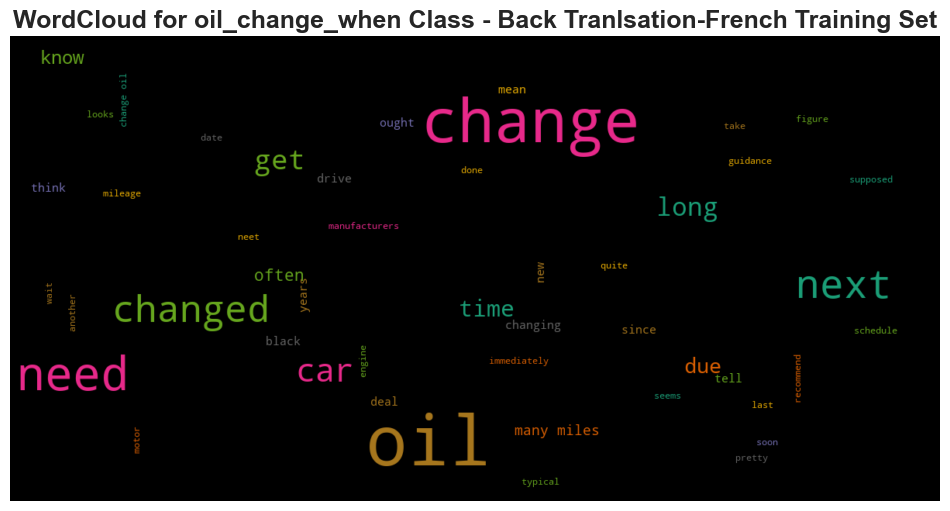 WordCloud for oil_change_when Class - Back Tranlsation-French Training Set
know
change oil
looks
mean
change
ought
date
take
figure
get
drive
done
guidance
think
mileage
supposed
long
manufacturers
neet
often
years
new
quite
next
wait
another
changed
time
changing
since
schedule
black
need
car
engine
immediately
due
tell
recommend
seems
deal
last
oil
many miles
motor
soon
pretty
typical